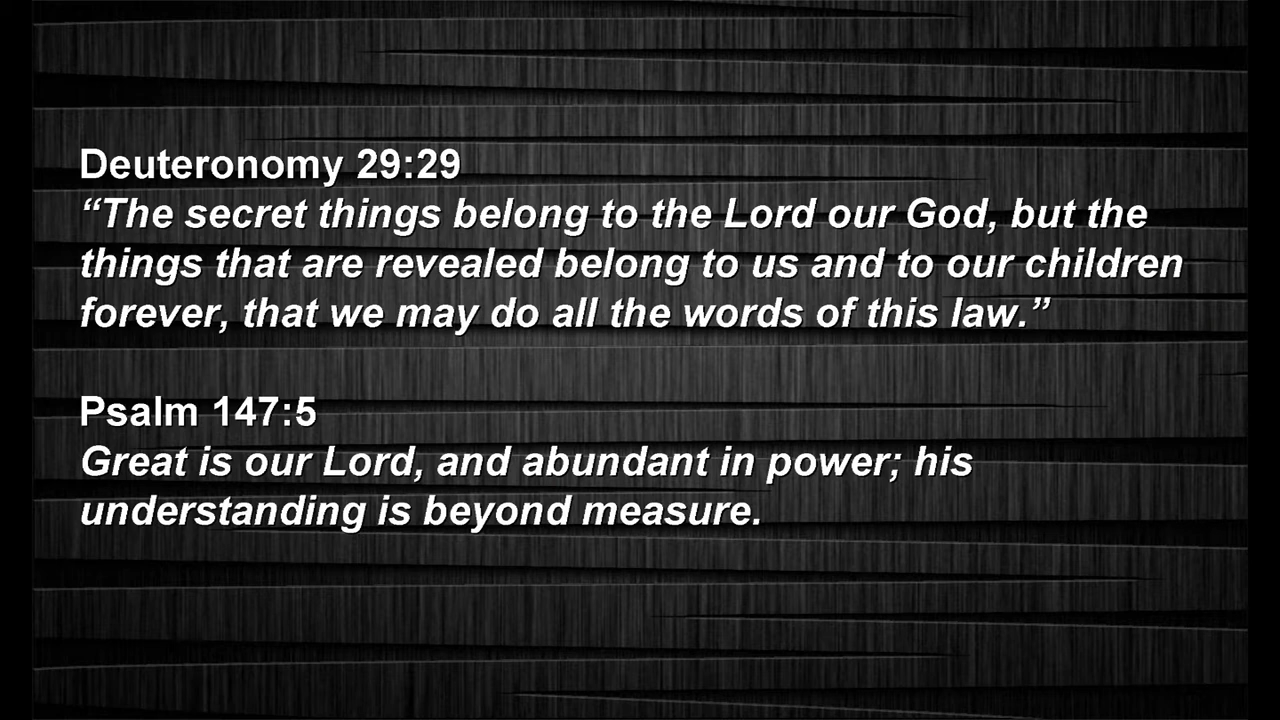 Deuteronomy 29:29
“The secret things belong to the Lord our God, but the
things that are revealed belong to us and to our children
forever, that we may do all the words of this law.”
Psalm 147:5
Great is our Lord, and abundant in power; his
understanding is beyond measure.